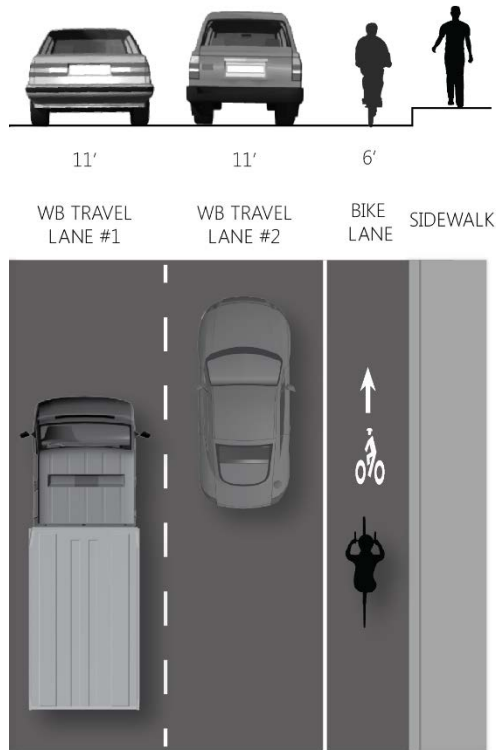 11′ 11′ 6′
WB TRAVEL LANE #1
WB TRAVEL LANE #2
BIKE LANE
SIDEWALK